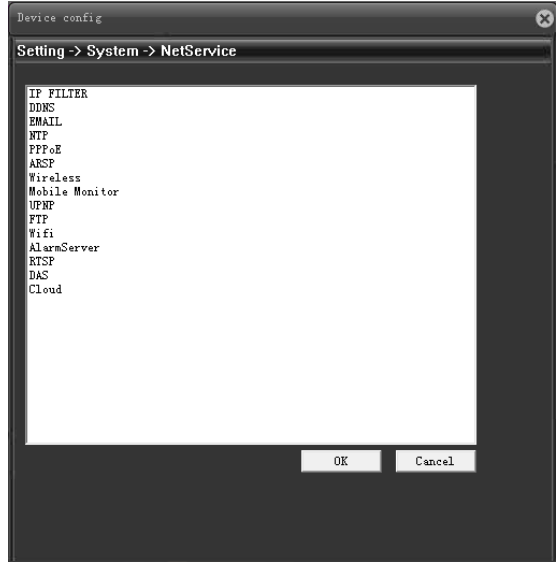 Device config
Setting -> System -> NetService
IP FILTER
DDNS
EMAIL
NTP
PPPoE
ARSP
Wireless
Mobile Monitor
UPNP
FTP
Wifi
AlarmServer
RTSP
DAS
Cloud
OK Cancel